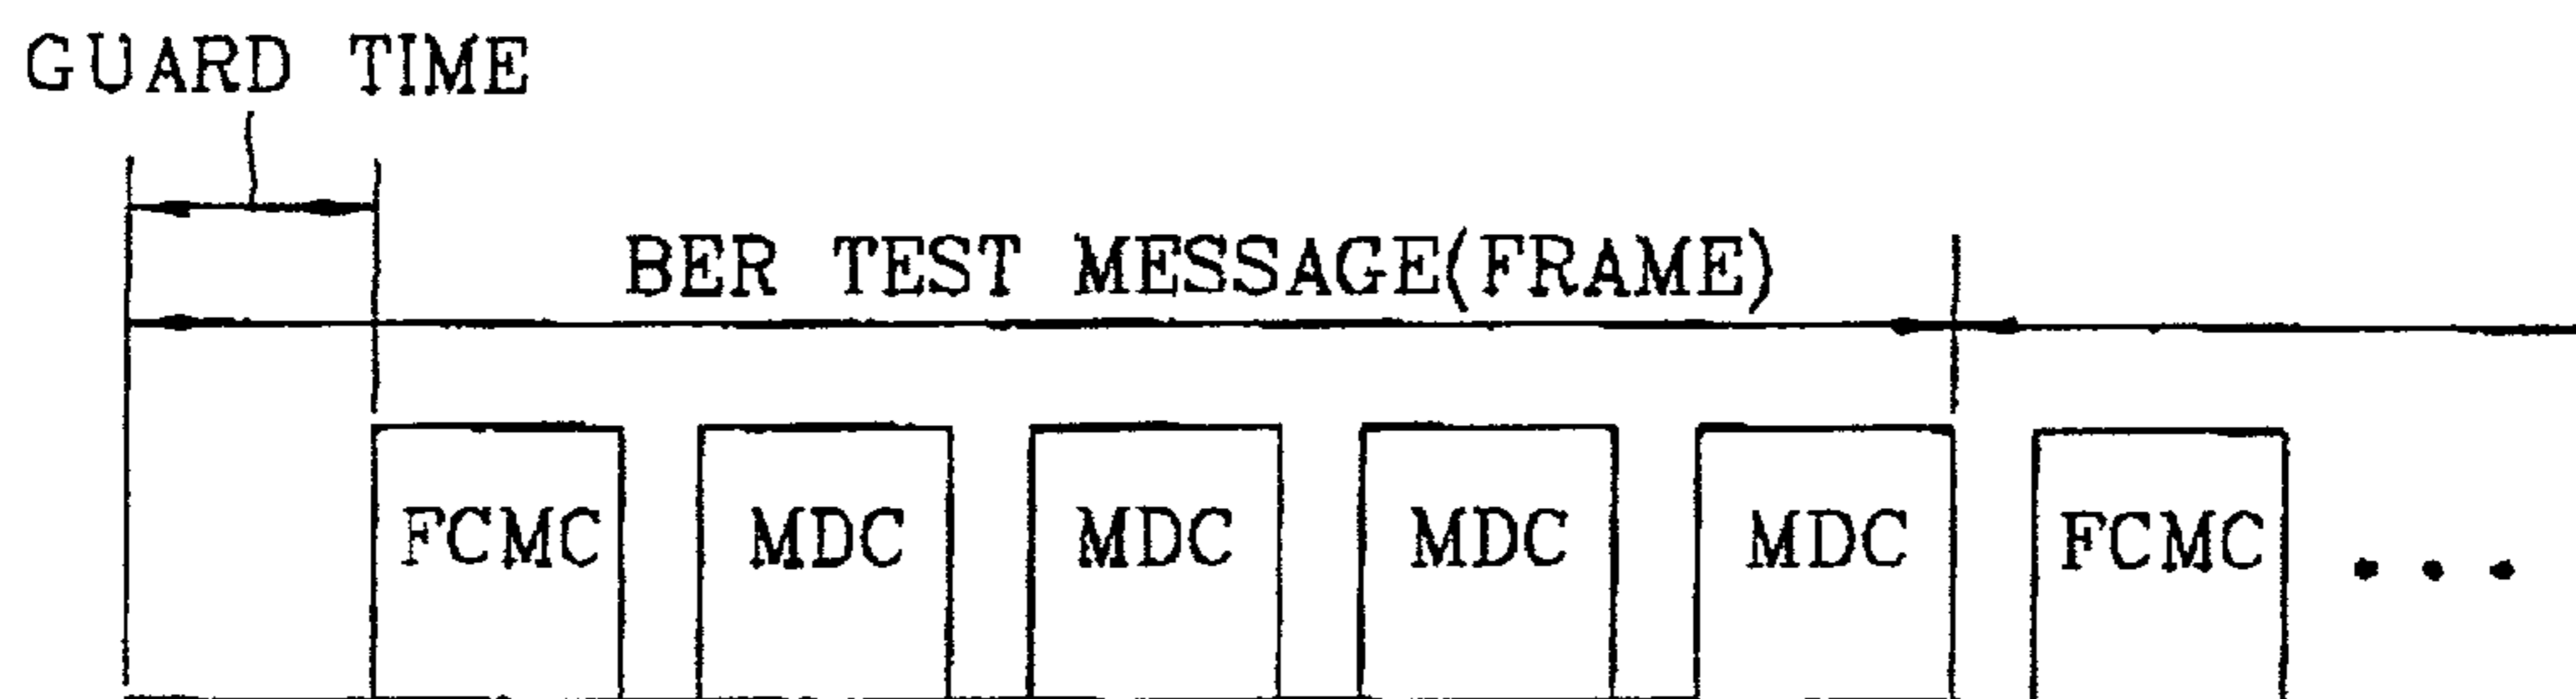 GUARD TIME
BER TEST MESSAGE(FRAME)
FCMC MDC MDC MDC MDC FCMC • • •